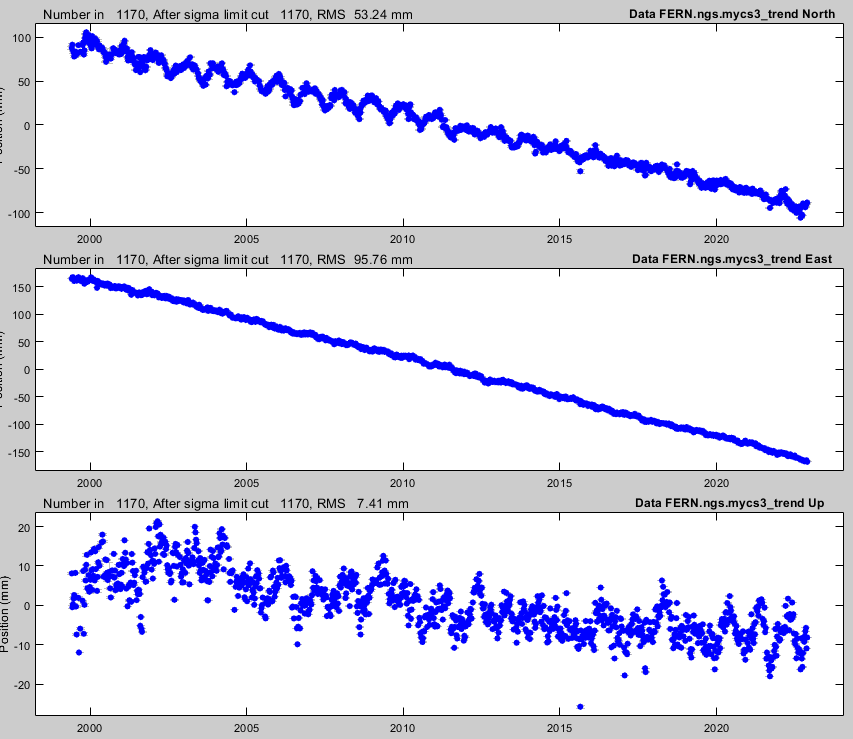 Number in 1170, After sigma limit cut 1170, RMS 53.24 mm Data FERN.ngs.mycs3_trend North
100
50
0
-50
-100
2000 2005 2010 2015 2020
Number in 1170, After sigma limit cut 1170, RMS 95.76 mm Data FERN.ngs.mycs3_trend East
150
100
50
0
-50
-100
-150
2000 2005 2010 2015 2020
Number in 1170, After sigma limit cut 1170, RMS 7.41 mm Data FERN.ngs.mycs3_trend Up
Position (mm)
20
10
0
-10
-20
2000 2005 2010 2015 2020